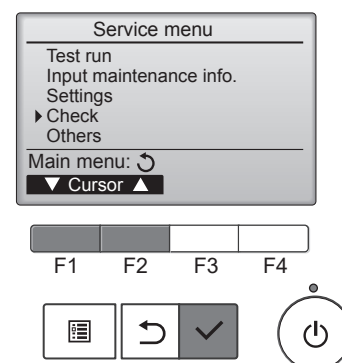 Service menu
Test run
Input maintenance info.
Settings
Check
Others
Main menu:
▼ Cursor ▲
F1 F2 F3 F4